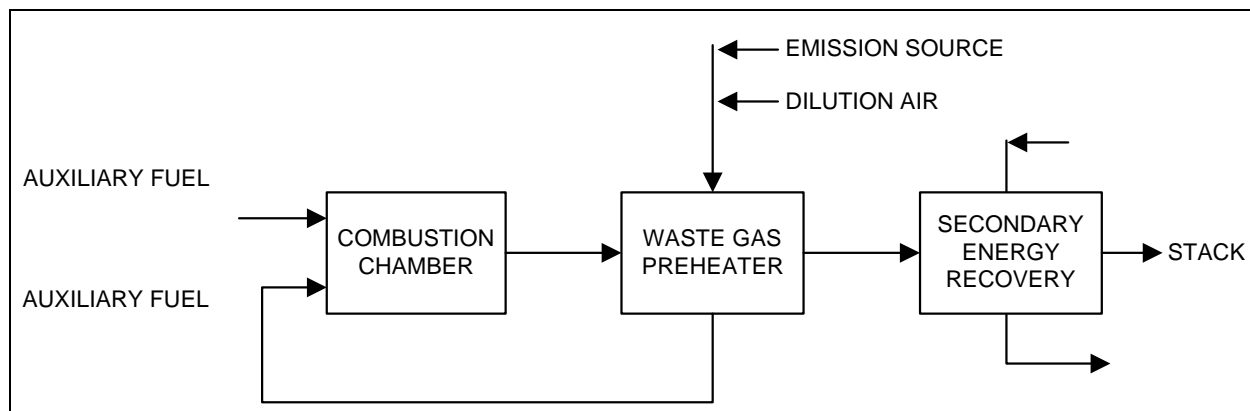 EMISSION SOURCE
DILUTION AIR
AUXILIARY FUEL
AUXILIARY FUEL
COMBUSTION
CHAMBER
WASTE GAS
PREHEATER
SECONDARY
ENERGY
RECOVERY
STACK